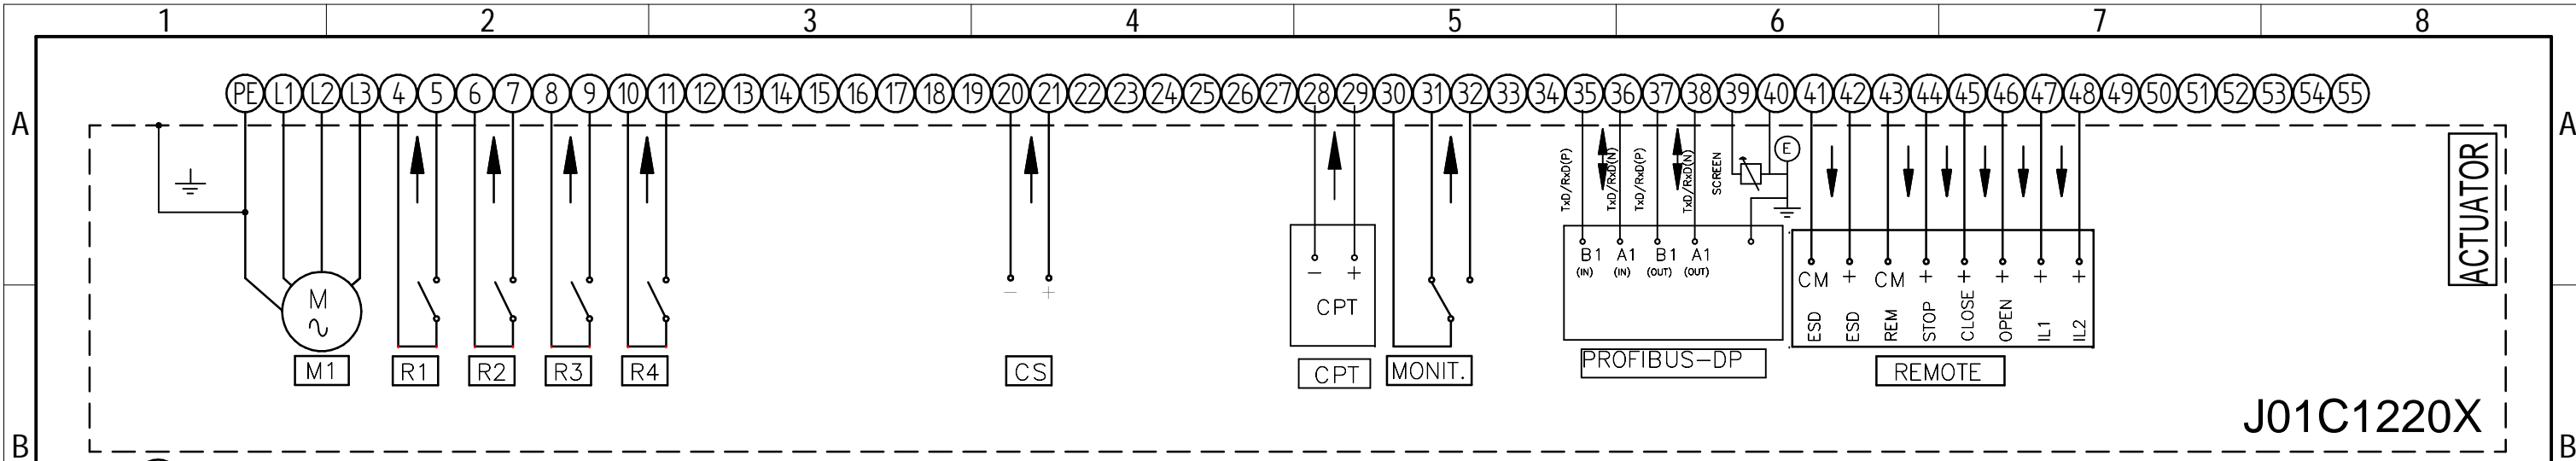 1 2 3 4 5 6 7 8
PE L1 L2 L3 4 5 6 7 8 9 10 11 12 13 14 15 16 17 18 19 20 21 22 23 24 25 26 27 28 29 30 31 32 33 34 35 36 37 38 39 40 41 42 43 44 45 46 47 48 49 50 51 52 53 54 55
A A
TxD/RxD(P) TxD/RxD(N) TxD/RxD(P) TxD/RxD(N) SCREEN E
ACTUATOR
B1 A1 B1 A1
(IN) (IN) (OUT) (OUT)
- + - +
CM + CM + + + + +
M
~
CPT
ESD ESD REM STOP CLOSE OPEN IL1 IL2
M1 R1 R2 R3 R4 CS CPT MONIT. PROFIBUS-DP REMOTE
J01C1220X
B B